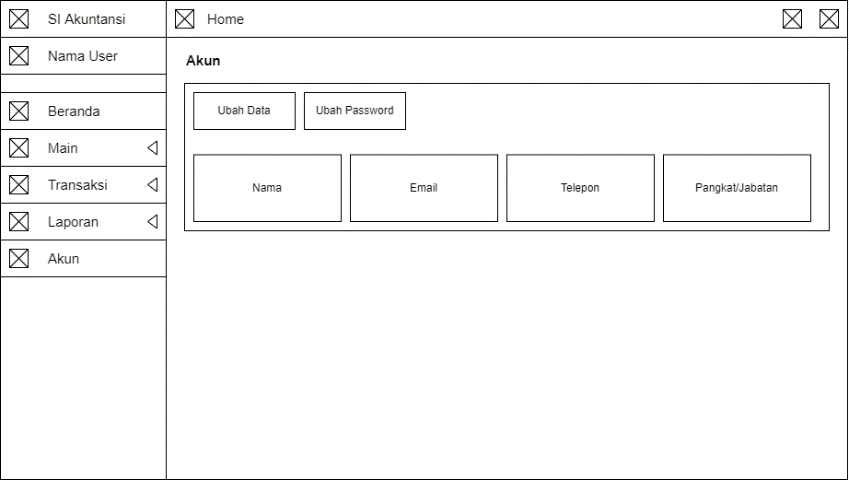 SI Akuntansi
Home
Nama User
Akun
Ubah Data
Ubah Password
Beranda
Main
Transaksi
Laporan
Akun
Nama
Email
Telepon
Pangkat/Jabatan